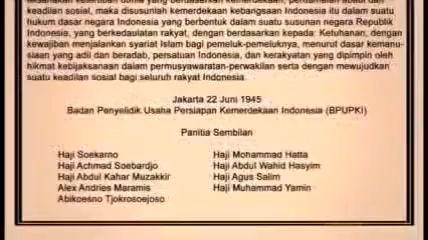 keadilan sosial, maka disusunlah kemerdekaan kebangsaan Indonesia itu dalam suatu
hukum dasar negara Indonesia yang berbentuk dalam suatu susunan negara Republik
Indonesia, yang berkedaulatan rakyat, dengan berdasarkan kepada: Ketuhanan, dengan
kewajiban menjalankan syariat Islam bagi pemeluk-pemeluknya, menurut dasar kemanu-
siaan yang adil dan beradab, persatuan Indonesia, dan kerakyatan yang dipimpin oleh
hikmat kebijaksanaan dalam permusyawaratan-perwakilan serta dengan mewujudkan
suatu keadilan sosial bagi seluruh rakyat Indonesia.
Jakarta 22 Juni 1945
Badan Penyelidik Usaha Persiapan Kemerdekaan Indonesia (BPUPKI)
Panitia Sembilan
Haji Soekarno
Haji Achmad Soebardjo
Haji Abdul Kahar Muzakkir
Alex Andries Maramis
Abikoesno Tjokrosoejoso
Haji Mohammad Hatta
Haji Abdul Wahid Hasyim
Haji Agus Salim
Haji Muhammad Yamin